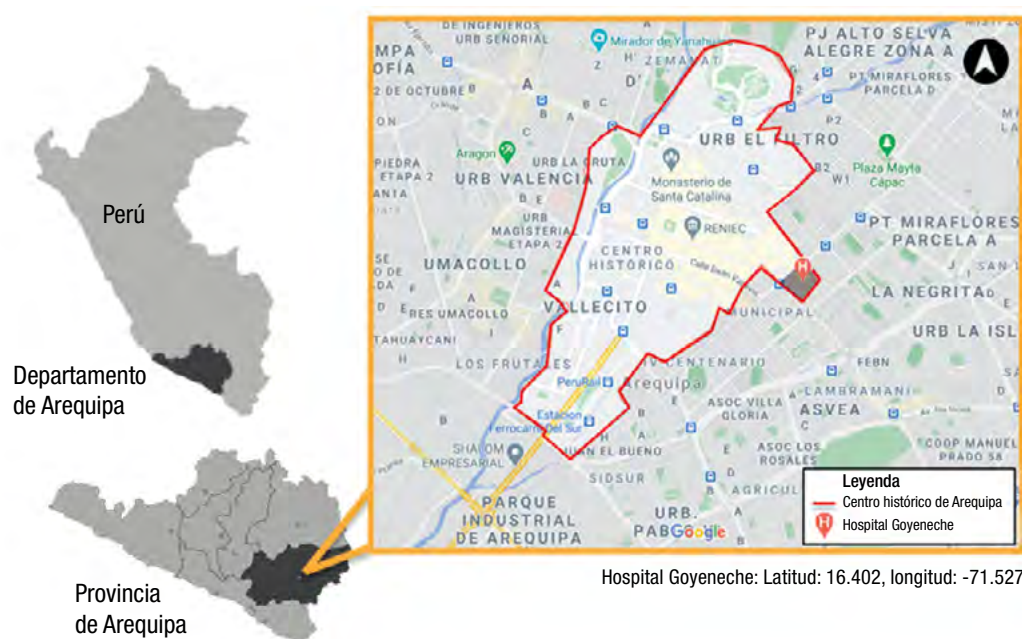 Perú
Departamento
de Arequipa
Provincia
de Arequipa
DE INGENIEROS
URB SEÑORIAL
Mirador de Yanahuara
ZEMANAT
PJ ALTO SELVA
ALEGRE ZONA A
PT MIRAFLORES
PARCELA D
2 DE OCTUBRE
URB EL FILTRO
Plaza Mayta
Cápac
Aragon
URB LA GRUTA
URB VALENCIA
PIEDRA
ETAPA 2
Monasterio de
Santa Catalina
RENIEC
URB
MAGISTERIAL
ETAPA 2
CENTRO
HISTÓRICO
PT MIRAFLORES
PARCELA A
UMACOLLO
RES UMACOLLO
VALLECITO
MUNICIPAL
LA NEGRITA
URB LA ISL
TAHUAYCANI
LOS FRUTALES
IV CENTENARIO
FEBN
PeruRail
Arequipa
LAMBRAMANI
ASOC VILLA
GLORIA
ASVEA
Estacion
Ferrocarril Del Sur
SHALOM
EMPRESARIAL
JUAN EL BUENO
ASOC LOS
ROSALES
COOP MANUEL
PRADO 58
SIDSUR
AGRICUL
PARQUE
INDUSTRIAL
DE AREQUIPA
URB.
Google
Leyenda
Centro histórico de Arequipa
H Hospital Goyeneche
Hospital Goyeneche: Latitud: 16.402, longitud: -71.527